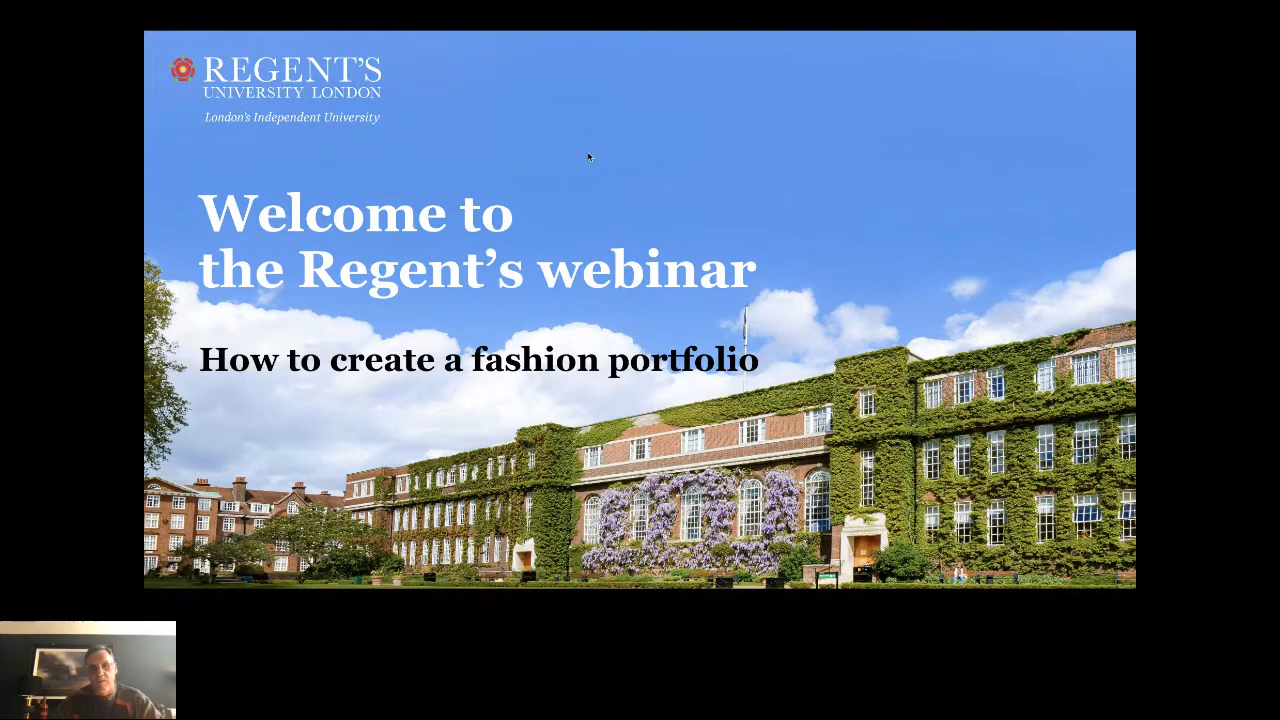 REGENT'S
UNIVERSITY LONDON
London's Independent University
Welcome to
the Regent's webinar
How to create a fashion portfolio